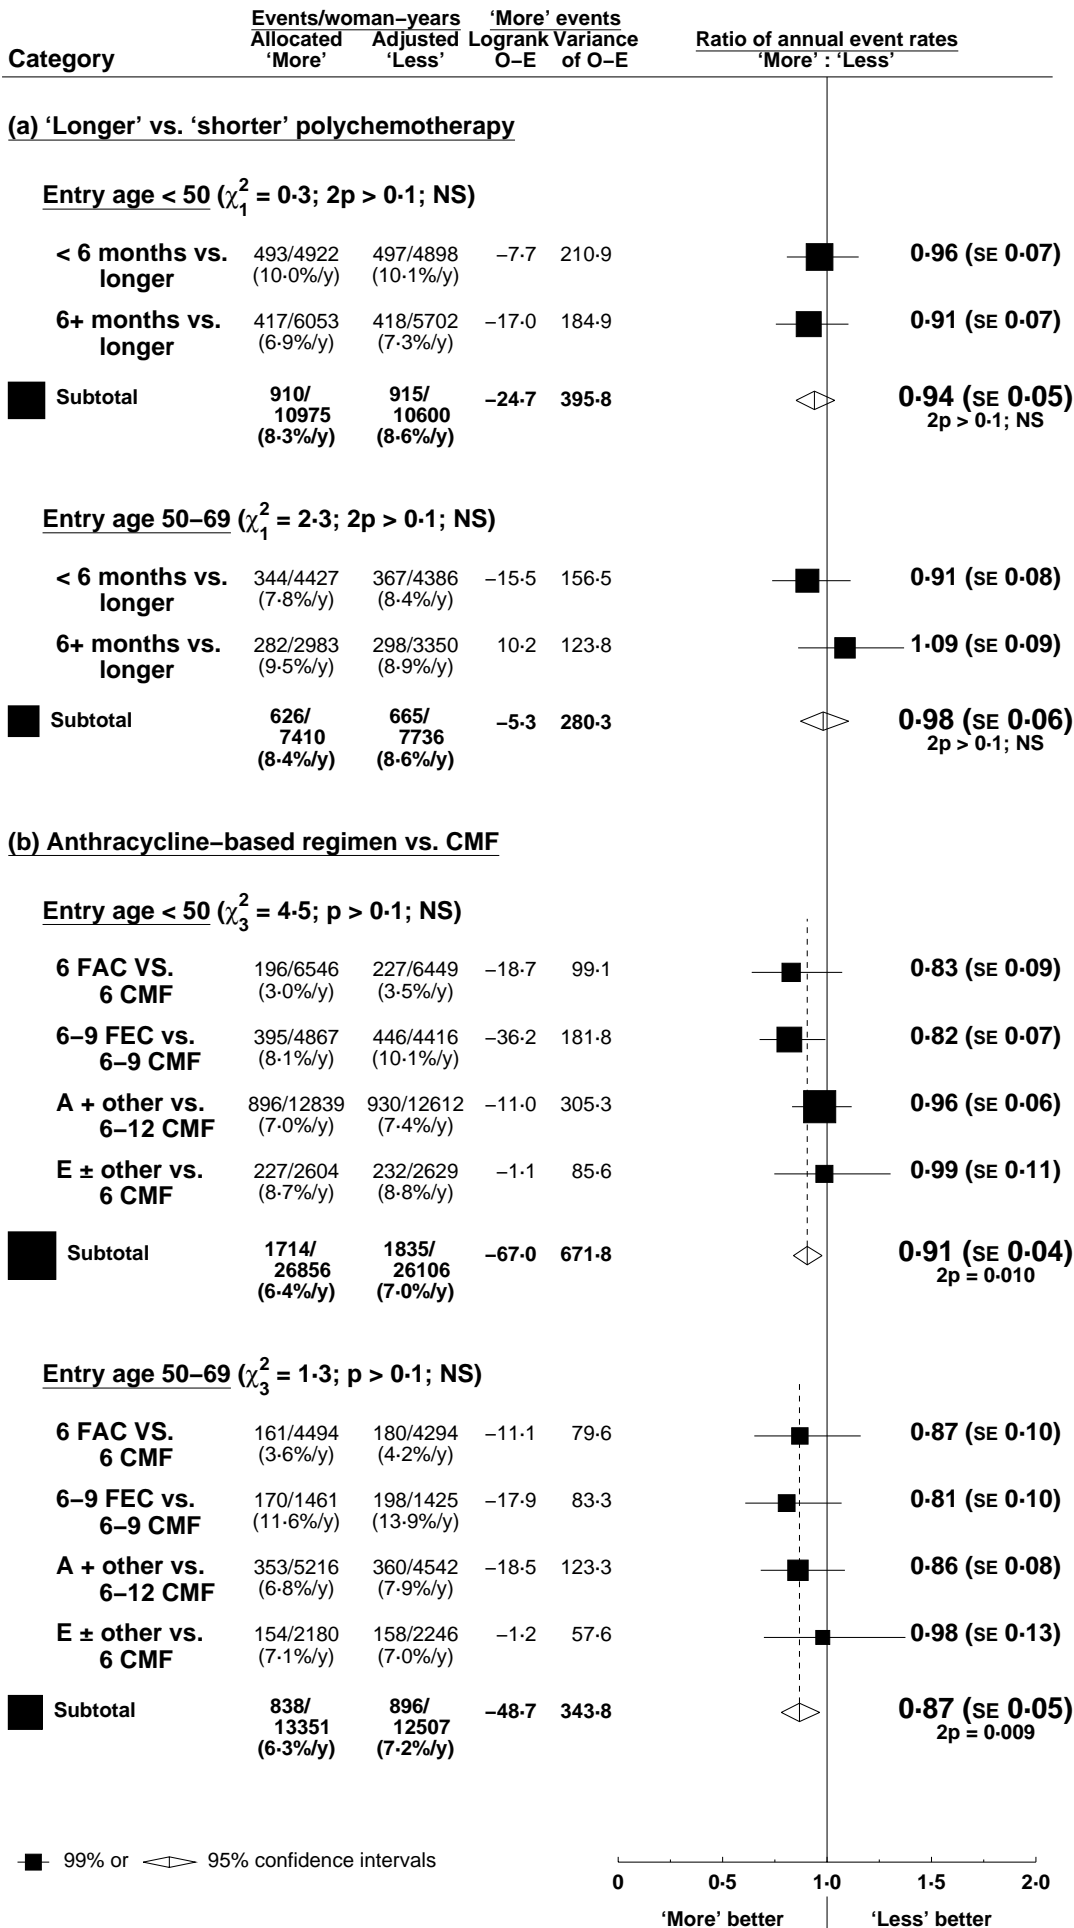 Events/woman−years ‘More’ events
Allocated Adjusted Logrank Variance Ratio of annual event rates
Category ‘More’ ‘Less’ O−E of O−E ‘More’ : ‘Less’
(a) ‘Longer’ vs. ‘shorter’ polychemotherapy
Entry age < 50 (χ²₁ = 0·3; 2p > 0·1; NS)
< 6 months vs. 493/4922 497/4898 −7·7 210·9 0·96 (SE 0·07)
longer (10·0%/y) (10·1%/y)
6+ months vs. 417/6053 418/5702 −17·0 184·9 0·91 (SE 0·07)
longer (6·9%/y) (7·3%/y)
Subtotal 910/ 915/ −24·7 395·8 0·94 (SE 0·05)
10975 10600 2p > 0·1; NS
(8·3%/y) (8·6%/y)
Entry age 50−69 (χ²₁ = 2·3; 2p > 0·1; NS)
< 6 months vs. 344/4427 367/4386 −15·5 156·5 0·91 (SE 0·08)
longer (7·8%/y) (8·4%/y)
6+ months vs. 282/2983 298/3350 10·2 123·8 1·09 (SE 0·09)
longer (9·5%/y) (8·9%/y)
Subtotal 626/ 665/ −5·3 280·3 0·98 (SE 0·06)
7410 7736 2p > 0·1; NS
(8·4%/y) (8·6%/y)
(b) Anthracycline−based regimen vs. CMF
Entry age < 50 (χ²₃ = 4·5; p > 0·1; NS)
6 FAC VS. 196/6546 227/6449 −18·7 99·1 0·83 (SE 0·09)
6 CMF (3·0%/y) (3·5%/y)
6−9 FEC vs. 395/4867 446/4416 −36·2 181·8 0·82 (SE 0·07)
6−9 CMF (8·1%/y) (10·1%/y)
A + other vs. 896/12839 930/12612 −11·0 305·3 0·96 (SE 0·06)
6−12 CMF (7·0%/y) (7·4%/y)
E ± other vs. 227/2604 232/2629 −1·1 85·6 0·99 (SE 0·11)
6 CMF (8·7%/y) (8·8%/y)
Subtotal 1714/ 1835/ −67·0 671·8 0·91 (SE 0·04)
26856 26106 2p = 0·010
(6·4%/y) (7·0%/y)
Entry age 50−69 (χ²₃ = 1·3; p > 0·1; NS)
6 FAC VS. 161/4494 180/4294 −11·1 79·6 0·87 (SE 0·10)
6 CMF (3·6%/y) (4·2%/y)
6−9 FEC vs. 170/1461 198/1425 −17·9 83·3 0·81 (SE 0·10)
6−9 CMF (11·6%/y) (13·9%/y)
A + other vs. 353/5216 360/4542 −18·5 123·3 0·86 (SE 0·08)
6−12 CMF (6·8%/y) (7·9%/y)
E ± other vs. 154/2180 158/2246 −1·2 57·6 0·98 (SE 0·13)
6 CMF (7·1%/y) (7·0%/y)
Subtotal 838/ 896/ −48·7 343·8 0·87 (SE 0·05)
13351 12507 2p = 0·009
(6·3%/y) (7·2%/y)
99% or 95% confidence intervals
0 0·5 1·0 1·5 2·0
‘More’ better ‘Less’ better